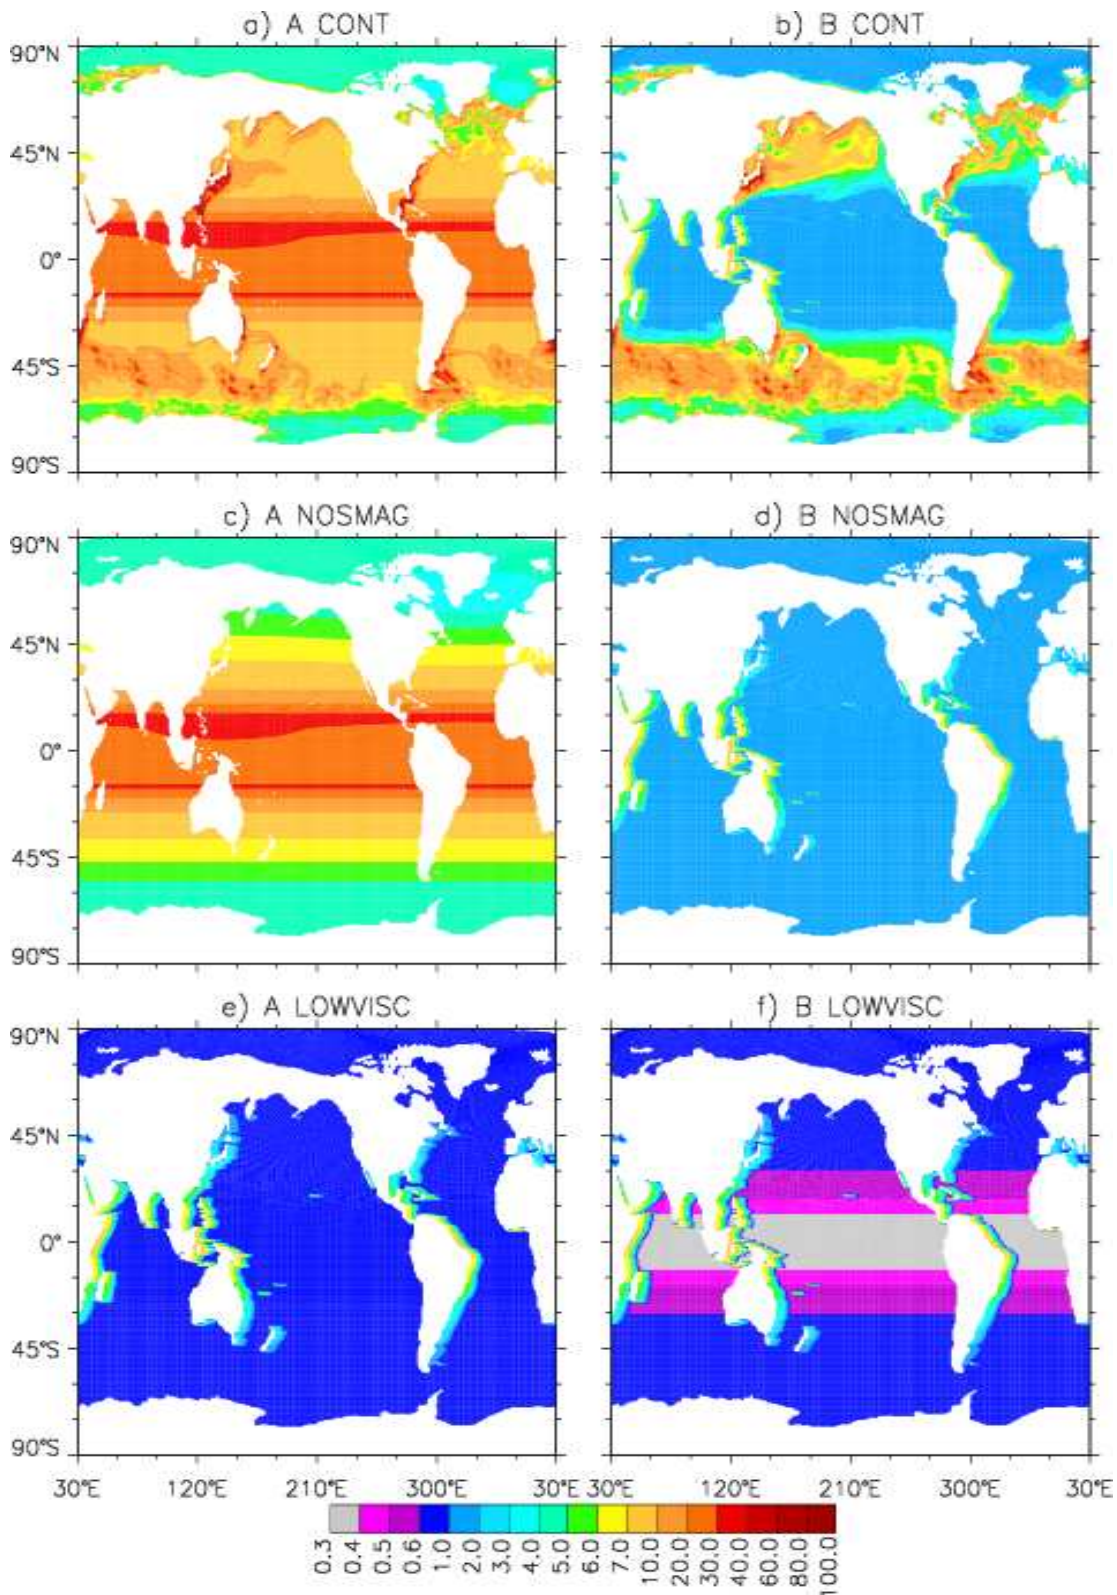 a) A CONT
b) B CONT
90°N
45°N
0°
45°S
90°S
c) A NOSMAG
d) B NOSMAG
90°N
45°N
0°
45°S
90°S
e) A LOWVISC
f) B LOWVISC
90°N
45°N
0°
45°S
90°S
30°E 120°E 210°E 300°E 30°E 120°E 210°E 300°E 30°E
0.3 0.4 0.5 0.6 1.0 2.0 3.0 4.0 5.0 6.0 7.0 10.0 20.0 30.0 40.0 60.0 80.0 100.0